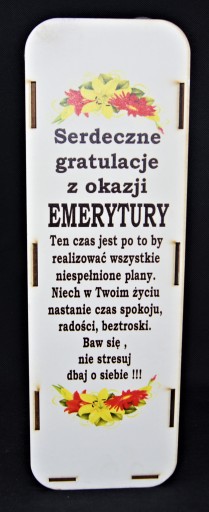 Serdeczne
gratulacje
z okazji
EMERYTURY
Ten czas jest po to by
realizować wszystkie
niespełnione plany.
Niech w Twoim życiu
nastanie czas spokoju,
radości, beztroski.
Baw się ,
nie stresuj
dbaj o siebie !!!